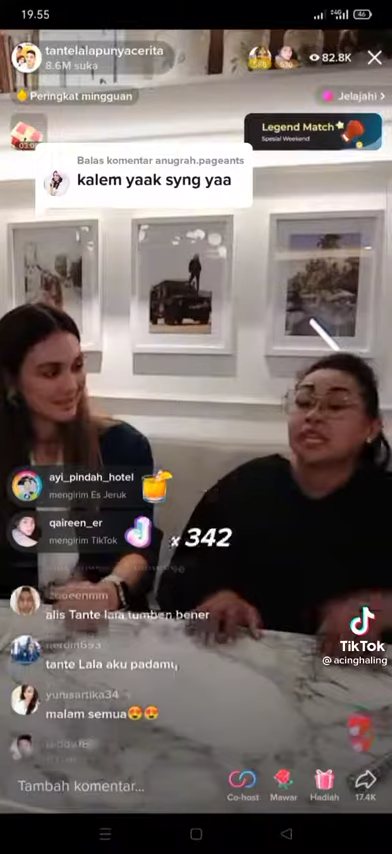 19.55
tantelalapunyacerita
8.6M suka
82.8K
Peringkat mingguan
Jelajahi >
Legend Match
Spesial Weekend
Balas komentar anugrah.pageants
kalem yaak syng yaa
ayi_pindah_hotel
mengirim Es Jeruk
qaireen_er
mengirim TikTok
x 342
alis Tante lala tumben bener
tante Lala aku padamu,
yunisartika34
malam semua😍😍
TikTok
@acinghaling
Tambah komentar...
Co-host
Mawar
Hadiah
17.4K